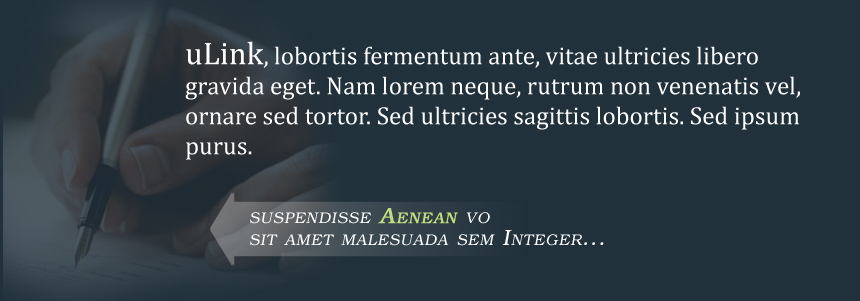 uLink, lobortis fermentum ante, vitae ultricies libero
gravida eget. Nam lorem neque, rutrum non venenatis vel,
ornare sed tortor. Sed ultricies sagittis lobortis. Sed ipsum
purus.
suspendisse Aenean vo
sit amet malesuada sem Integer...